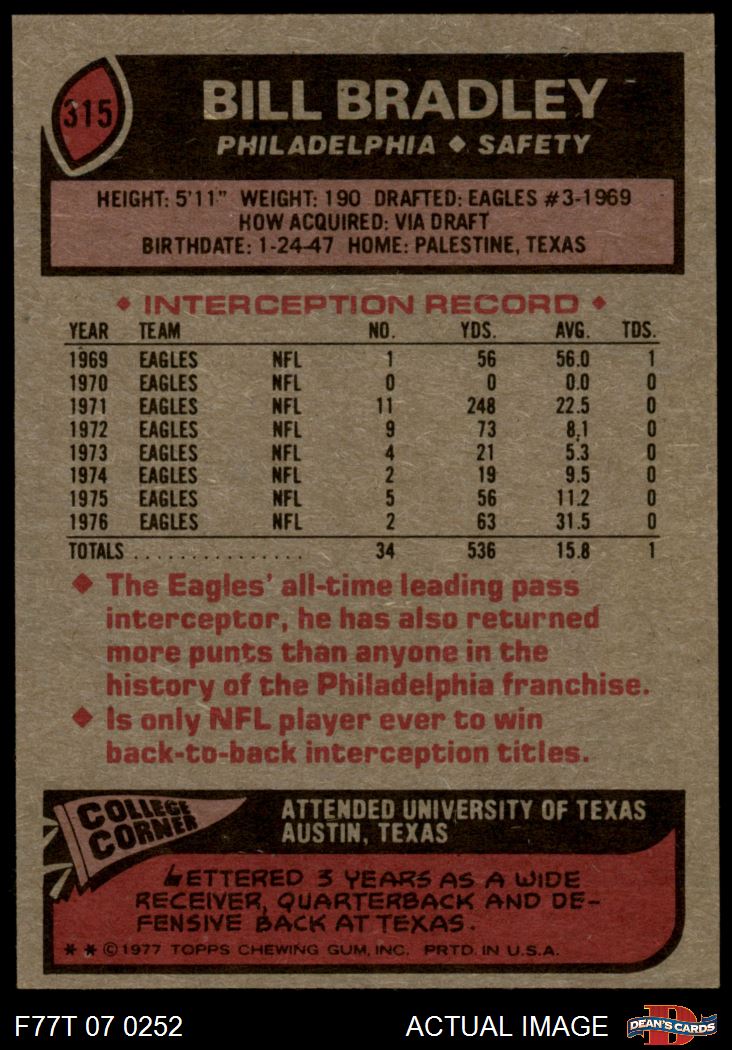 315
BILL BRADLEY
PHILADELPHIA ◆ SAFETY
HEIGHT: 5'11" WEIGHT: 190 DRAFTED: EAGLES #3-1969
HOW ACQUIRED: VIA DRAFT
BIRTHDATE: 1-24-47 HOME: PALESTINE, TEXAS
◆ INTERCEPTION RECORD ◆
YEAR TEAM NO. YDS. AVG. TDS.
1969 EAGLES NFL 1 56 56.0 1
1970 EAGLES NFL 0 0 0.0 0
1971 EAGLES NFL 11 248 22.5 0
1972 EAGLES NFL 9 73 8.1 0
1973 EAGLES NFL 4 21 5.3 0
1974 EAGLES NFL 2 19 9.5 0
1975 EAGLES NFL 5 56 11.2 0
1976 EAGLES NFL 2 63 31.5 0
TOTALS ................ 34 536 15.8 1
◆ The Eagles' all-time leading pass
interceptor, he has also returned
more punts than anyone in the
history of the Philadelphia franchise.
◆ Is only NFL player ever to win
back-to-back interception titles.
COLLEGE
CORNER
ATTENDED UNIVERSITY OF TEXAS
AUSTIN, TEXAS
LETTERED 3 YEARS AS A WIDE
RECEIVER, QUARTERBACK AND DE-
FENSIVE BACK AT TEXAS.
** © 1977 TOPPS CHEWING GUM, INC. PRTD. IN U.S.A.
F77T 07 0252
ACTUAL IMAGE
D
DEAN'S CARDS